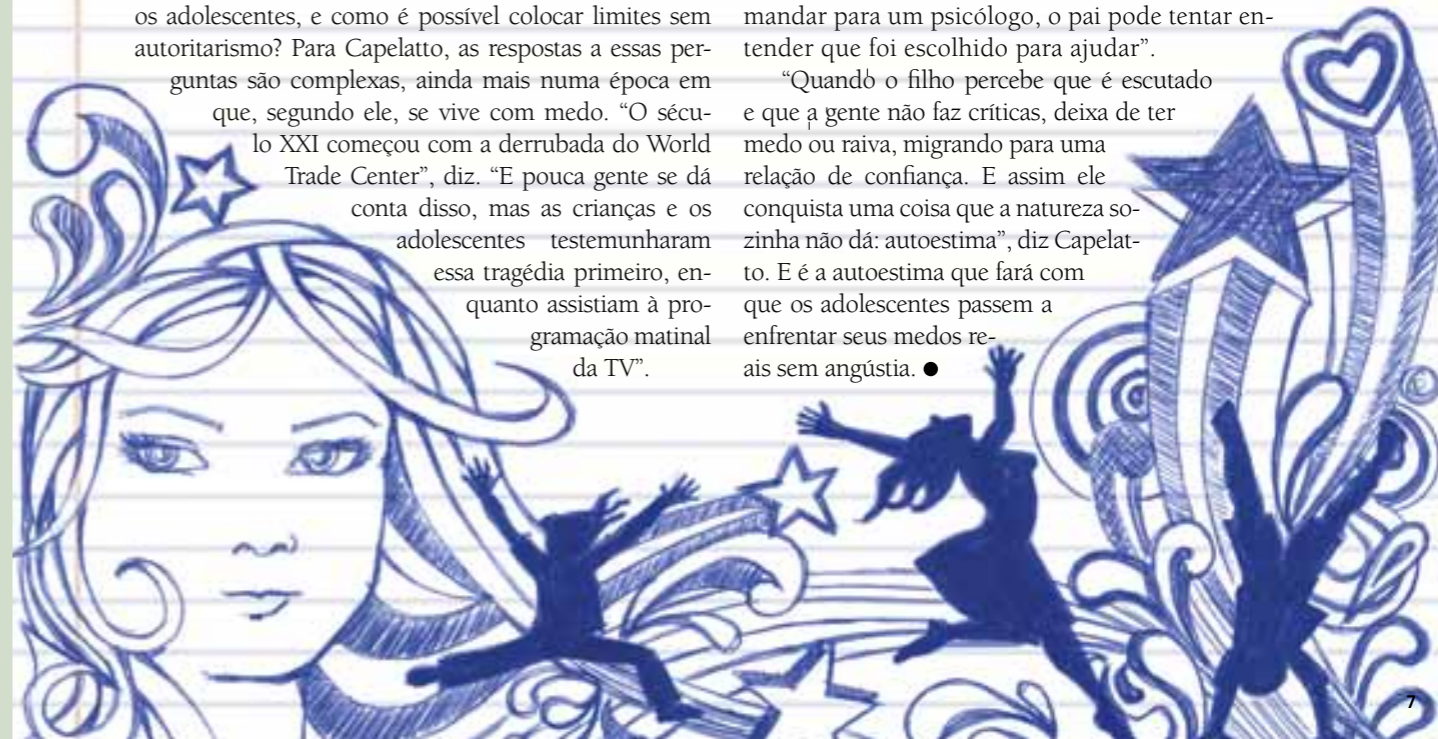 os adolescentes, e como é possível colocar limites sem
autoritarismo? Para Capelatto, as respostas a essas per-
guntas são complexas, ainda mais numa época em
que, segundo ele, se vive com medo. “O sécu-
lo XXI começou com a derrubada do World
Trade Center”, diz. “E pouca gente se dá
conta disso, mas as crianças e os
adolescentes testemunharam
essa tragédia primeiro, en-
quanto assistiam à pro-
gramação matinal
da TV”.
mandar para um psicólogo, o pai pode tentar en-
tender que foi escolhido para ajudar”.
“Quando o filho percebe que é escutado
e que a gente não faz críticas, deixa de ter
medo ou raiva, migrando para uma
relação de confiança. E assim ele
conquista uma coisa que a natureza so-
zinha não dá: autoestima”, diz Capelat-
to. E é a autoestima que fará com
que os adolescentes passem a
enfrentar seus medos re-
ais sem angústia. ●
7